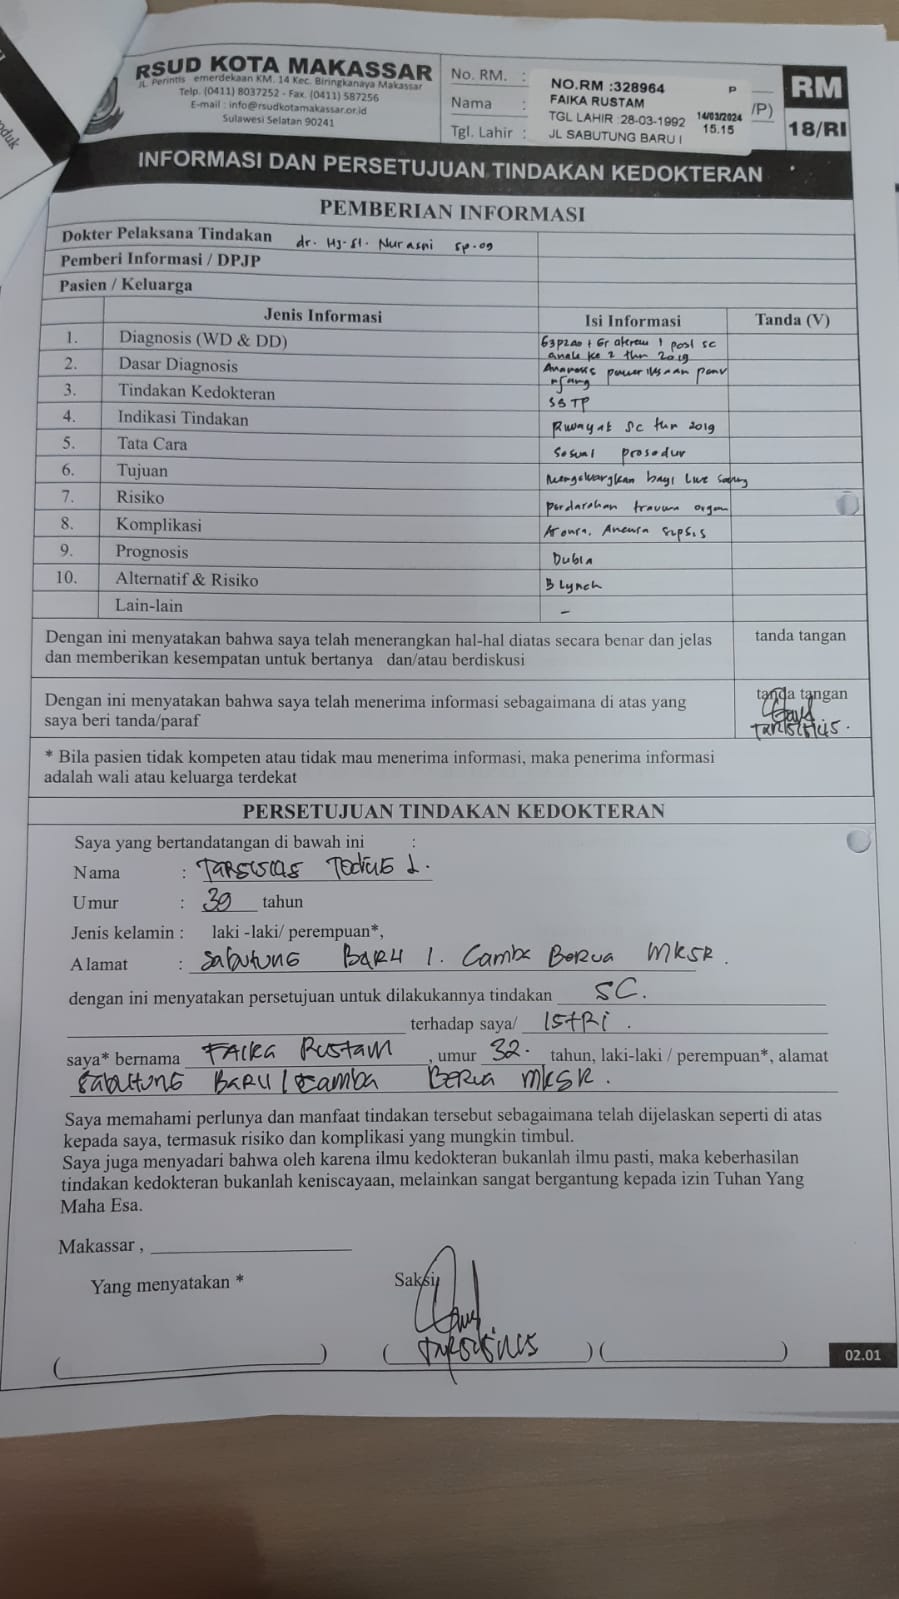 RSUD KOTA MAKASSAR
JL. Perintis emerdekaan KM. 14 Kec. Biringkanaya Makassar
Telp. (0411) 8037252 - Fax. (0411) 587256
E-mail : info@rsudkotamakassar.or.id
Sulawesi Selatan 90241
No. RM. :
Nama :
Tgl. Lahir :
NO.RM :328964 P
FAIKA RUSTAM
TGL LAHIR :28-03-1992 14/03/2024
JL SABUTUNG BARU I 15.15
/P)
RM
18/RI
INFORMASI DAN PERSETUJUAN TINDAKAN KEDOKTERAN
PEMBERIAN INFORMASI
Dokter Pelaksana Tindakan dr. Hj. St. Nurasni Sp.OG
Pemberi Informasi / DPJP
Pasien / Keluarga
Jenis Informasi Isi Informasi Tanda (V)
1. Diagnosis (WD & DD) G3P2A0 + Gr aterm + post sc
anak ke 2 thn 2019
2. Dasar Diagnosis
3. Tindakan Kedokteran SSTP
4. Indikasi Tindakan Riwayat SC thn 2019
5. Tata Cara Sesuai prosedur
6. Tujuan Mengeluarkan bayi
7. Risiko perdarahan trauma organ
8. Komplikasi Atonia, Anemia sepsis
9. Prognosis Dubia
10. Alternatif & Risiko B Lynch
Lain-lain -
Dengan ini menyatakan bahwa saya telah menerangkan hal-hal diatas secara benar dan jelas
dan memberikan kesempatan untuk bertanya dan/atau berdiskusi
tanda tangan
Dengan ini menyatakan bahwa saya telah menerima informasi sebagaimana di atas yang
saya beri tanda/paraf
tanda tangan
* Bila pasien tidak kompeten atau tidak mau menerima informasi, maka penerima informasi
adalah wali atau keluarga terdekat
PERSETUJUAN TINDAKAN KEDOKTERAN
Saya yang bertandatangan di bawah ini :
Nama : Tarsisius
Umur : 39 tahun
Jenis kelamin : laki -laki/ perempuan*,
Alamat : Sabutung Baru 1. Camba Berua MKSR.
dengan ini menyatakan persetujuan untuk dilakukannya tindakan SC.
terhadap saya/ istri.
saya* bernama FAIKA Rustam , umur 32. tahun, laki-laki / perempuan*, alamat
Sabutung BARU / Camba Berua MKSR.
Saya memahami perlunya dan manfaat tindakan tersebut sebagaimana telah dijelaskan seperti di atas
kepada saya, termasuk risiko dan komplikasi yang mungkin timbul.
Saya juga menyadari bahwa oleh karena ilmu kedokteran bukanlah ilmu pasti, maka keberhasilan
tindakan kedokteran bukanlah keniscayaan, melainkan sangat bergantung kepada izin Tuhan Yang
Maha Esa.
Makassar ,
Yang menyatakan * Saksi
( ) ( Tarsisius ) ( )
02.01